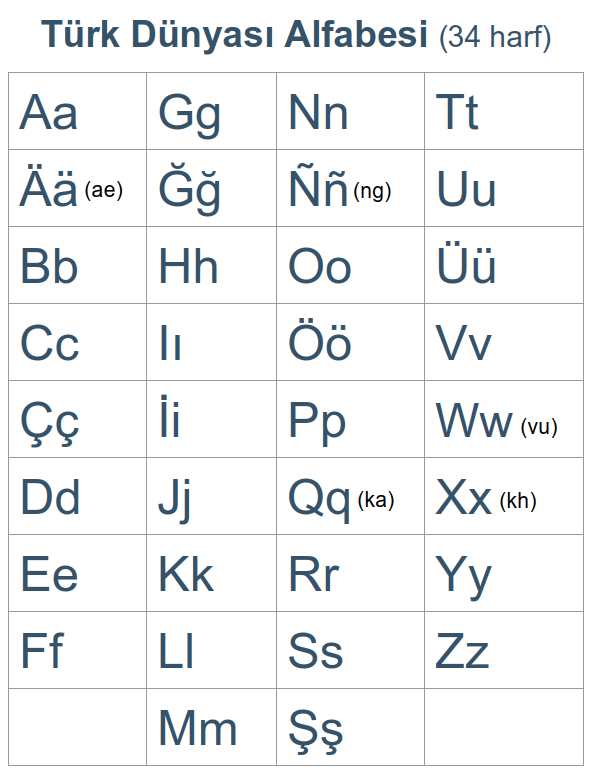 Türk Dünyası Alfabesi (34 harf)
Aa Gg Nn Tt
Ää (ae) Ğğ Ññ (ng) Uu
Bb Hh Oo Üü
Cc Iı Öö Vv
Çç İi Pp Ww (vu)
Dd Jj Qq (ka) Xx (kh)
Ee Kk Rr Yy
Ff Ll Ss Zz
Mm Şş